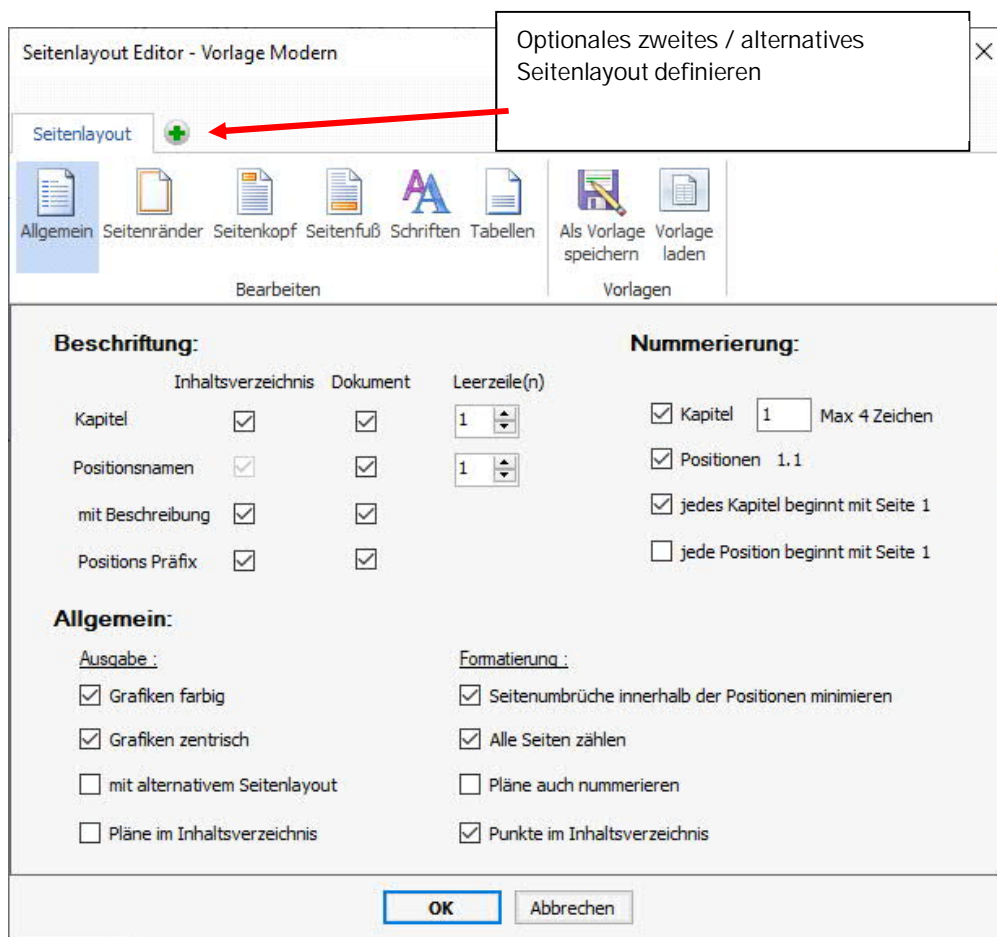 Seitenlayout Editor - Vorlage Modern
Optionales zweites / alternatives
Seitenlayout definieren
Seitenlayout
Allgemein Seitenränder Seitenkopf Seitenfuß Schriften Tabellen
Als Vorlage speichern
Vorlage laden
Bearbeiten
Vorlagen
Beschriftung:
Inhaltsverzeichnis Dokument Leerzeile(n)
Kapitel 1
Positionsnamen 1
mit Beschreibung
Positions Präfix
Nummerierung:
Kapitel 1 Max 4 Zeichen
Positionen 1.1
jedes Kapitel beginnt mit Seite 1
jede Position beginnt mit Seite 1
Allgemein:
Ausgabe :
Grafiken farbig
Grafiken zentrisch
mit alternativem Seitenlayout
Pläne im Inhaltsverzeichnis
Formatierung :
Seitenumbrüche innerhalb der Positionen minimieren
Alle Seiten zählen
Pläne auch nummerieren
Punkte im Inhaltsverzeichnis
OK Abbrechen